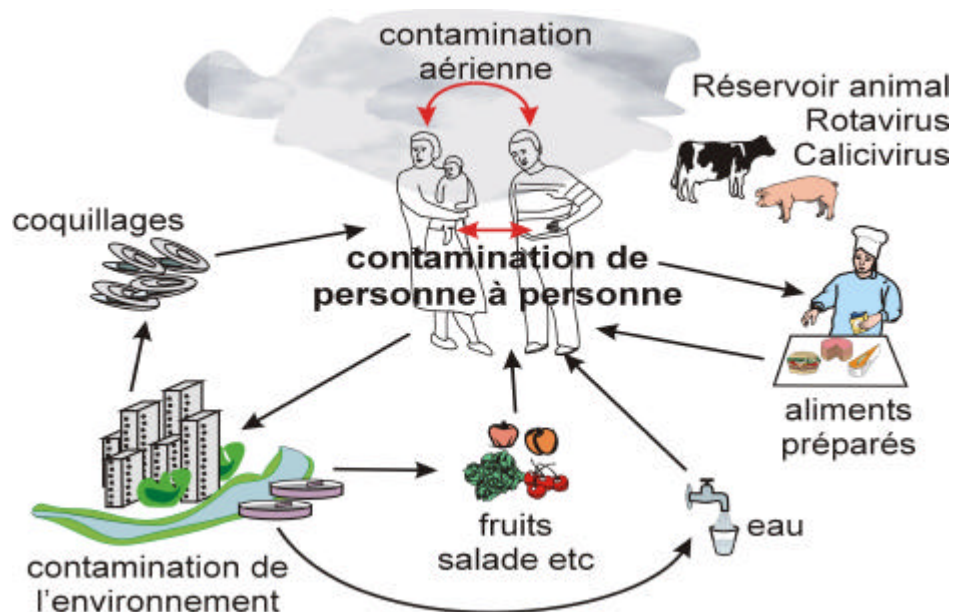 contamination
aérienne
Réservoir animal
Rotavirus
Calicivirus
coquillages
contamination de
personne à personne
aliments
préparés
fruits
salade etc
eau
contamination de
l'environnement